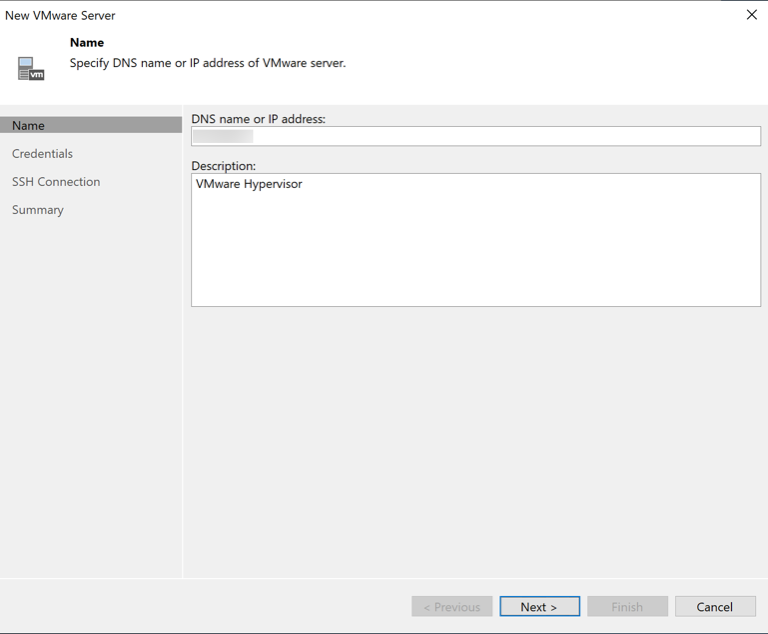 New VMware Server
Name
Specify DNS name or IP address of VMware server.
vm
Name
Credentials
SSH Connection
Summary
DNS name or IP address:
Description:
VMware Hypervisor
< Previous
Next >
Finish
Cancel